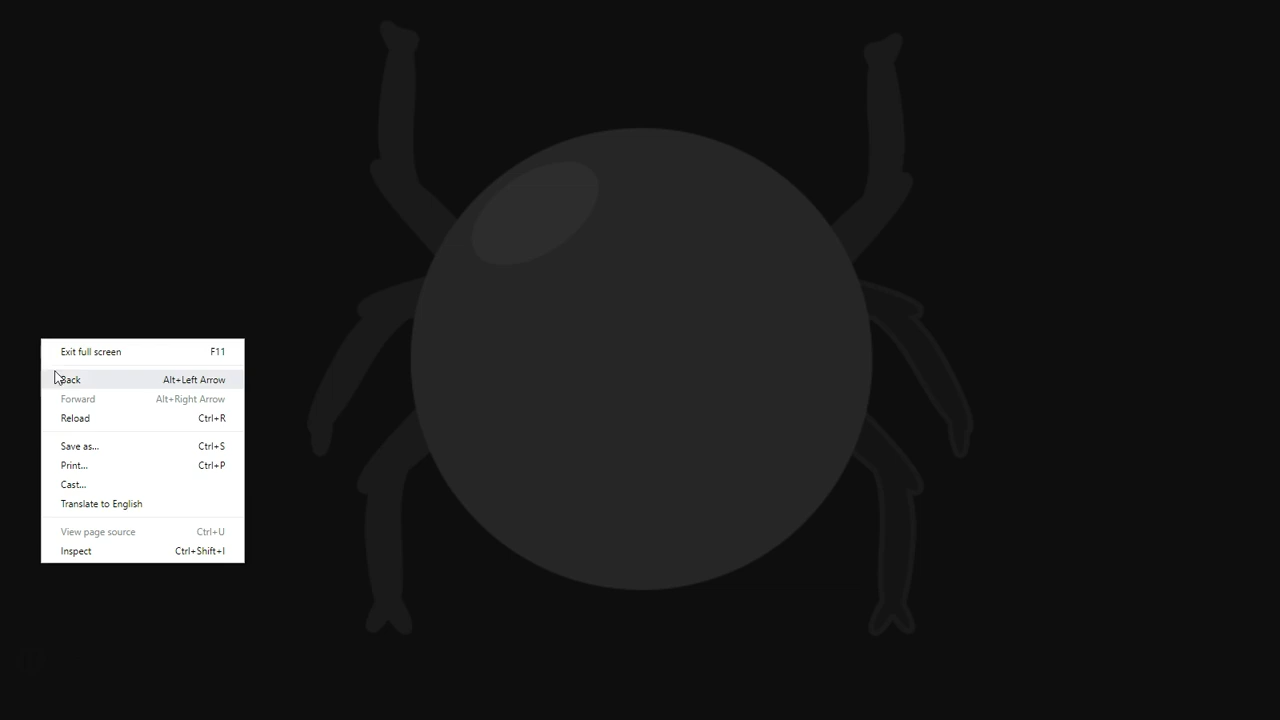 Exit full screen F11
Back Alt+Left Arrow
Forward Alt+Right Arrow
Reload Ctrl+R
Save as... Ctrl+S
Print... Ctrl+P
Cast...
Translate to English
View page source Ctrl+U
Inspect Ctrl+Shift+I